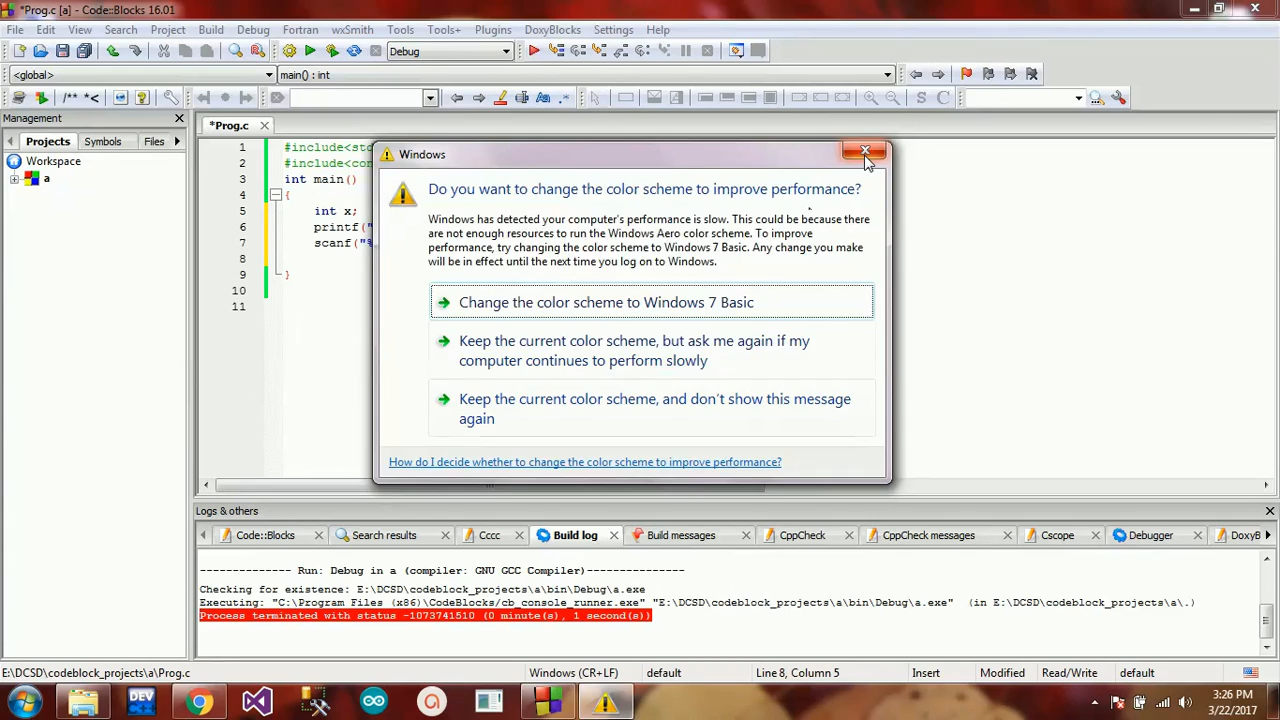 *Prog.c [a] - Code::Blocks 16.01
File Edit View Search Project Build Debug Fortran wxSmith Tools Tools+ Plugins DoxyBlocks Settings Help
Debug
<global> main() : int
/** *< S C
Management
Projects Symbols Files
Workspace
a
*Prog.c
1 #include<sto
2 #include<con
3 int main()
4 {
5 int x;
6 printf("
7 scanf("%
8
9 }
10
11
Windows
Do you want to change the color scheme to improve performance?
Windows has detected your computer's performance is slow. This could be because there
are not enough resources to run the Windows Aero color scheme. To improve
performance, try changing the color scheme to Windows 7 Basic. Any change you make
will be in effect until the next time you log on to Windows.
Change the color scheme to Windows 7 Basic
Keep the current color scheme, but ask me again if my
computer continues to perform slowly
Keep the current color scheme, and don't show this message
again
How do I decide whether to change the color scheme to improve performance?
Logs & others
Code::Blocks Search results Cccc Build log Build messages CppCheck CppCheck messages Cscope Debugger DoxyB
-------------- Run: Debug in a (compiler: GNU GCC Compiler)---------------
Checking for existence: E:\DCSD\codeblock_projects\a\bin\Debug\a.exe
Executing: "C:\Program Files (x86)\CodeBlocks/cb_console_runner.exe" "E:\DCSD\codeblock_projects\a\bin\Debug\a.exe" (in E:\DCSD\codeblock_projects\a\.)
Process terminated with status -1073741510 (0 minute(s), 1 second(s))
E:\DCSD\codeblock_projects\a\Prog.c Windows (CR+LF) default Line 8, Column 5 Insert Modified Read/Write default
DEV
3:26 PM
3/22/2017